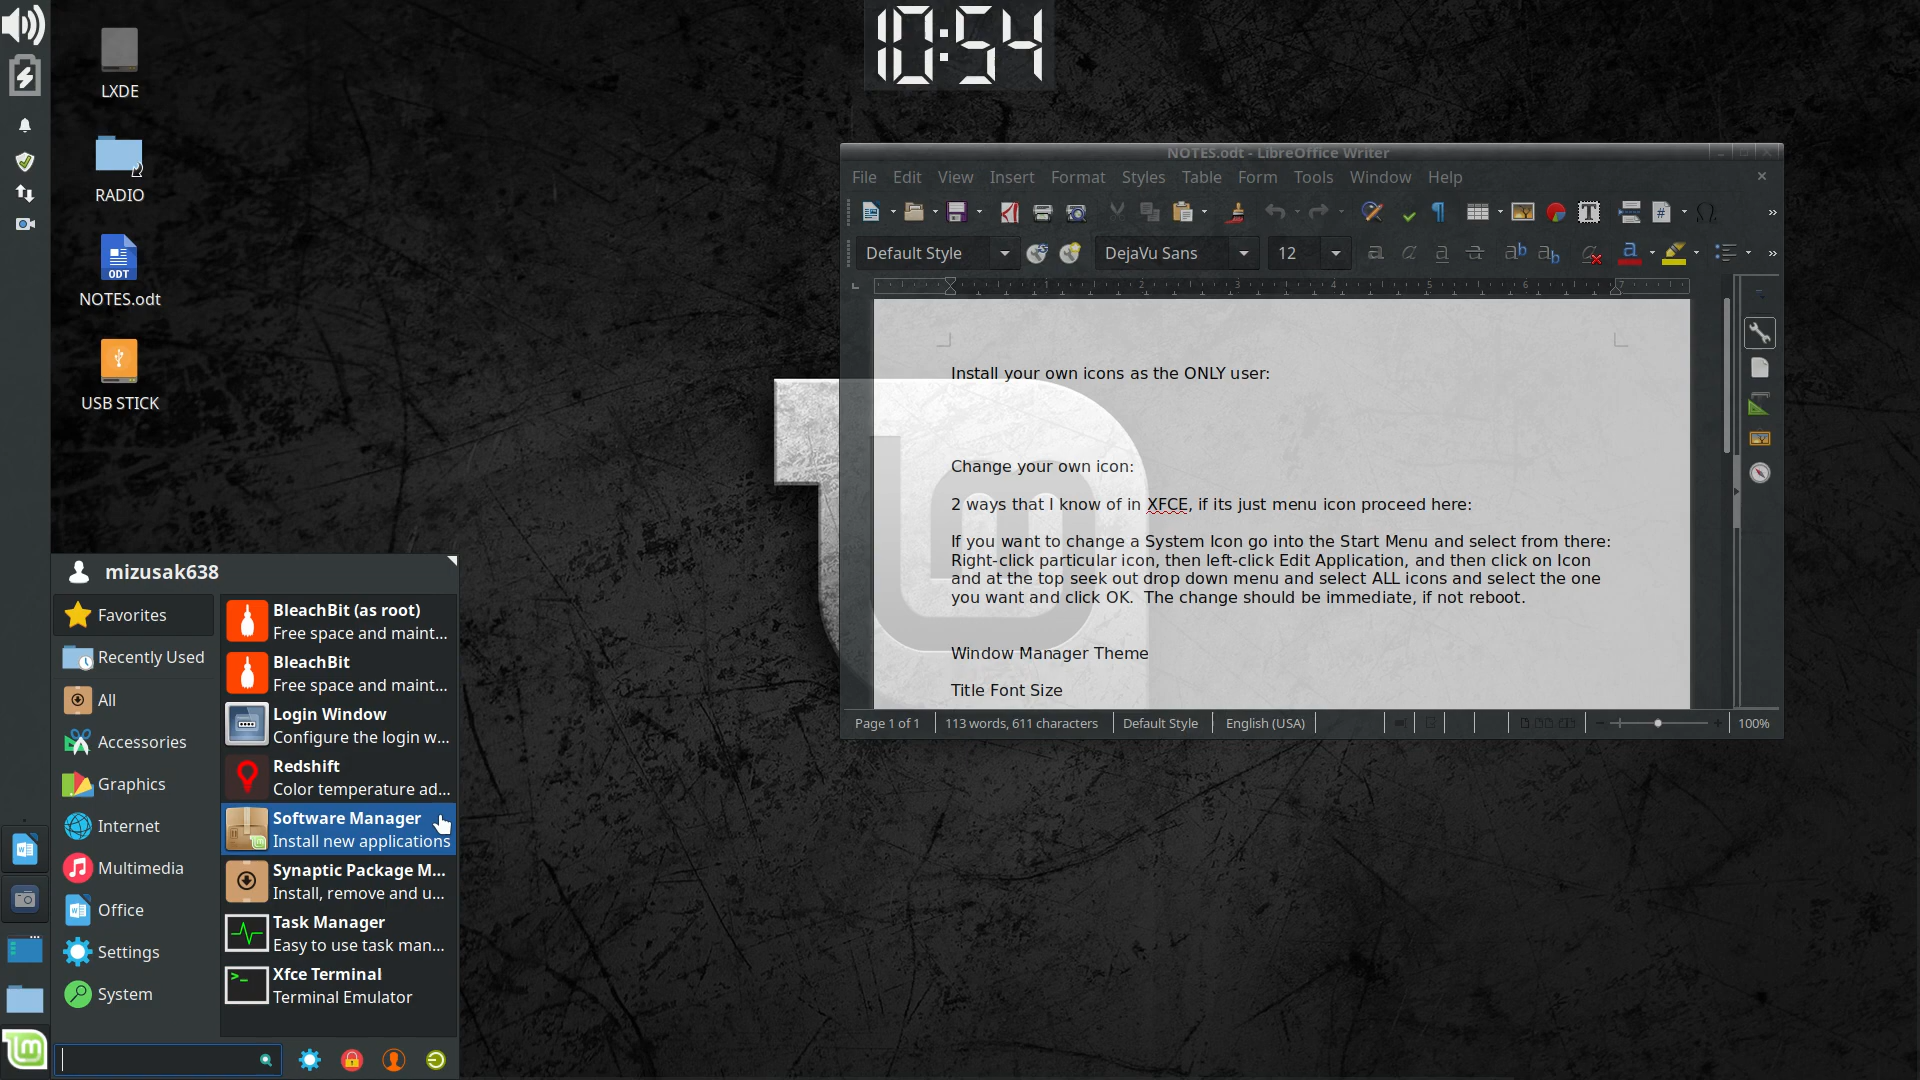 10:54
LXDE
RADIO
ODT
NOTES.odt
USB STICK
NOTES.odt - LibreOffice Writer
File Edit View Insert Format Styles Table Form Tools Window Help
Default Style DejaVu Sans 12
1 2 3 4 5 6 7
Install your own icons as the ONLY user:
Change your own icon:
2 ways that I know of in XFCE, if its just menu icon proceed here:
If you want to change a System Icon go into the Start Menu and select from there:
Right-click particular icon, then left-click Edit Application, and then click on Icon
and at the top seek out drop down menu and select ALL icons and select the one
you want and click OK.  The change should be immediate, if not reboot.
Window Manager Theme
Title Font Size
Page 1 of 1 113 words, 611 characters Default Style English (USA) 100%
mizusak638
Favorites
Recently Used
All
Accessories
Graphics
Internet
Multimedia
Office
Settings
System
BleachBit (as root)
Free space and maint...
BleachBit
Free space and maint...
Login Window
Configure the login w...
Redshift
Color temperature ad...
Software Manager
Install new applications
Synaptic Package M...
Install, remove and u...
Task Manager
Easy to use task man...
Xfce Terminal
Terminal Emulator